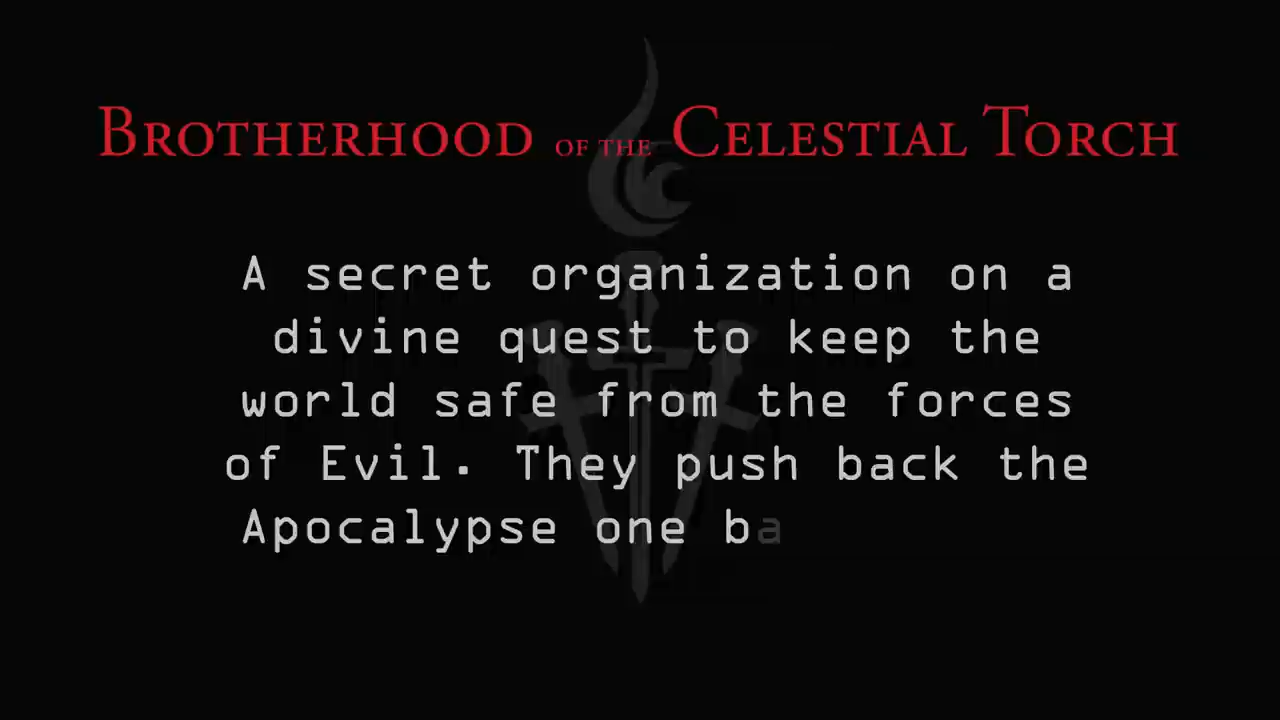 Brotherhood of the Celestial Torch
A secret organization on a
divine quest to keep the
world safe from the forces
of Evil. They push back the
Apocalypse one ba